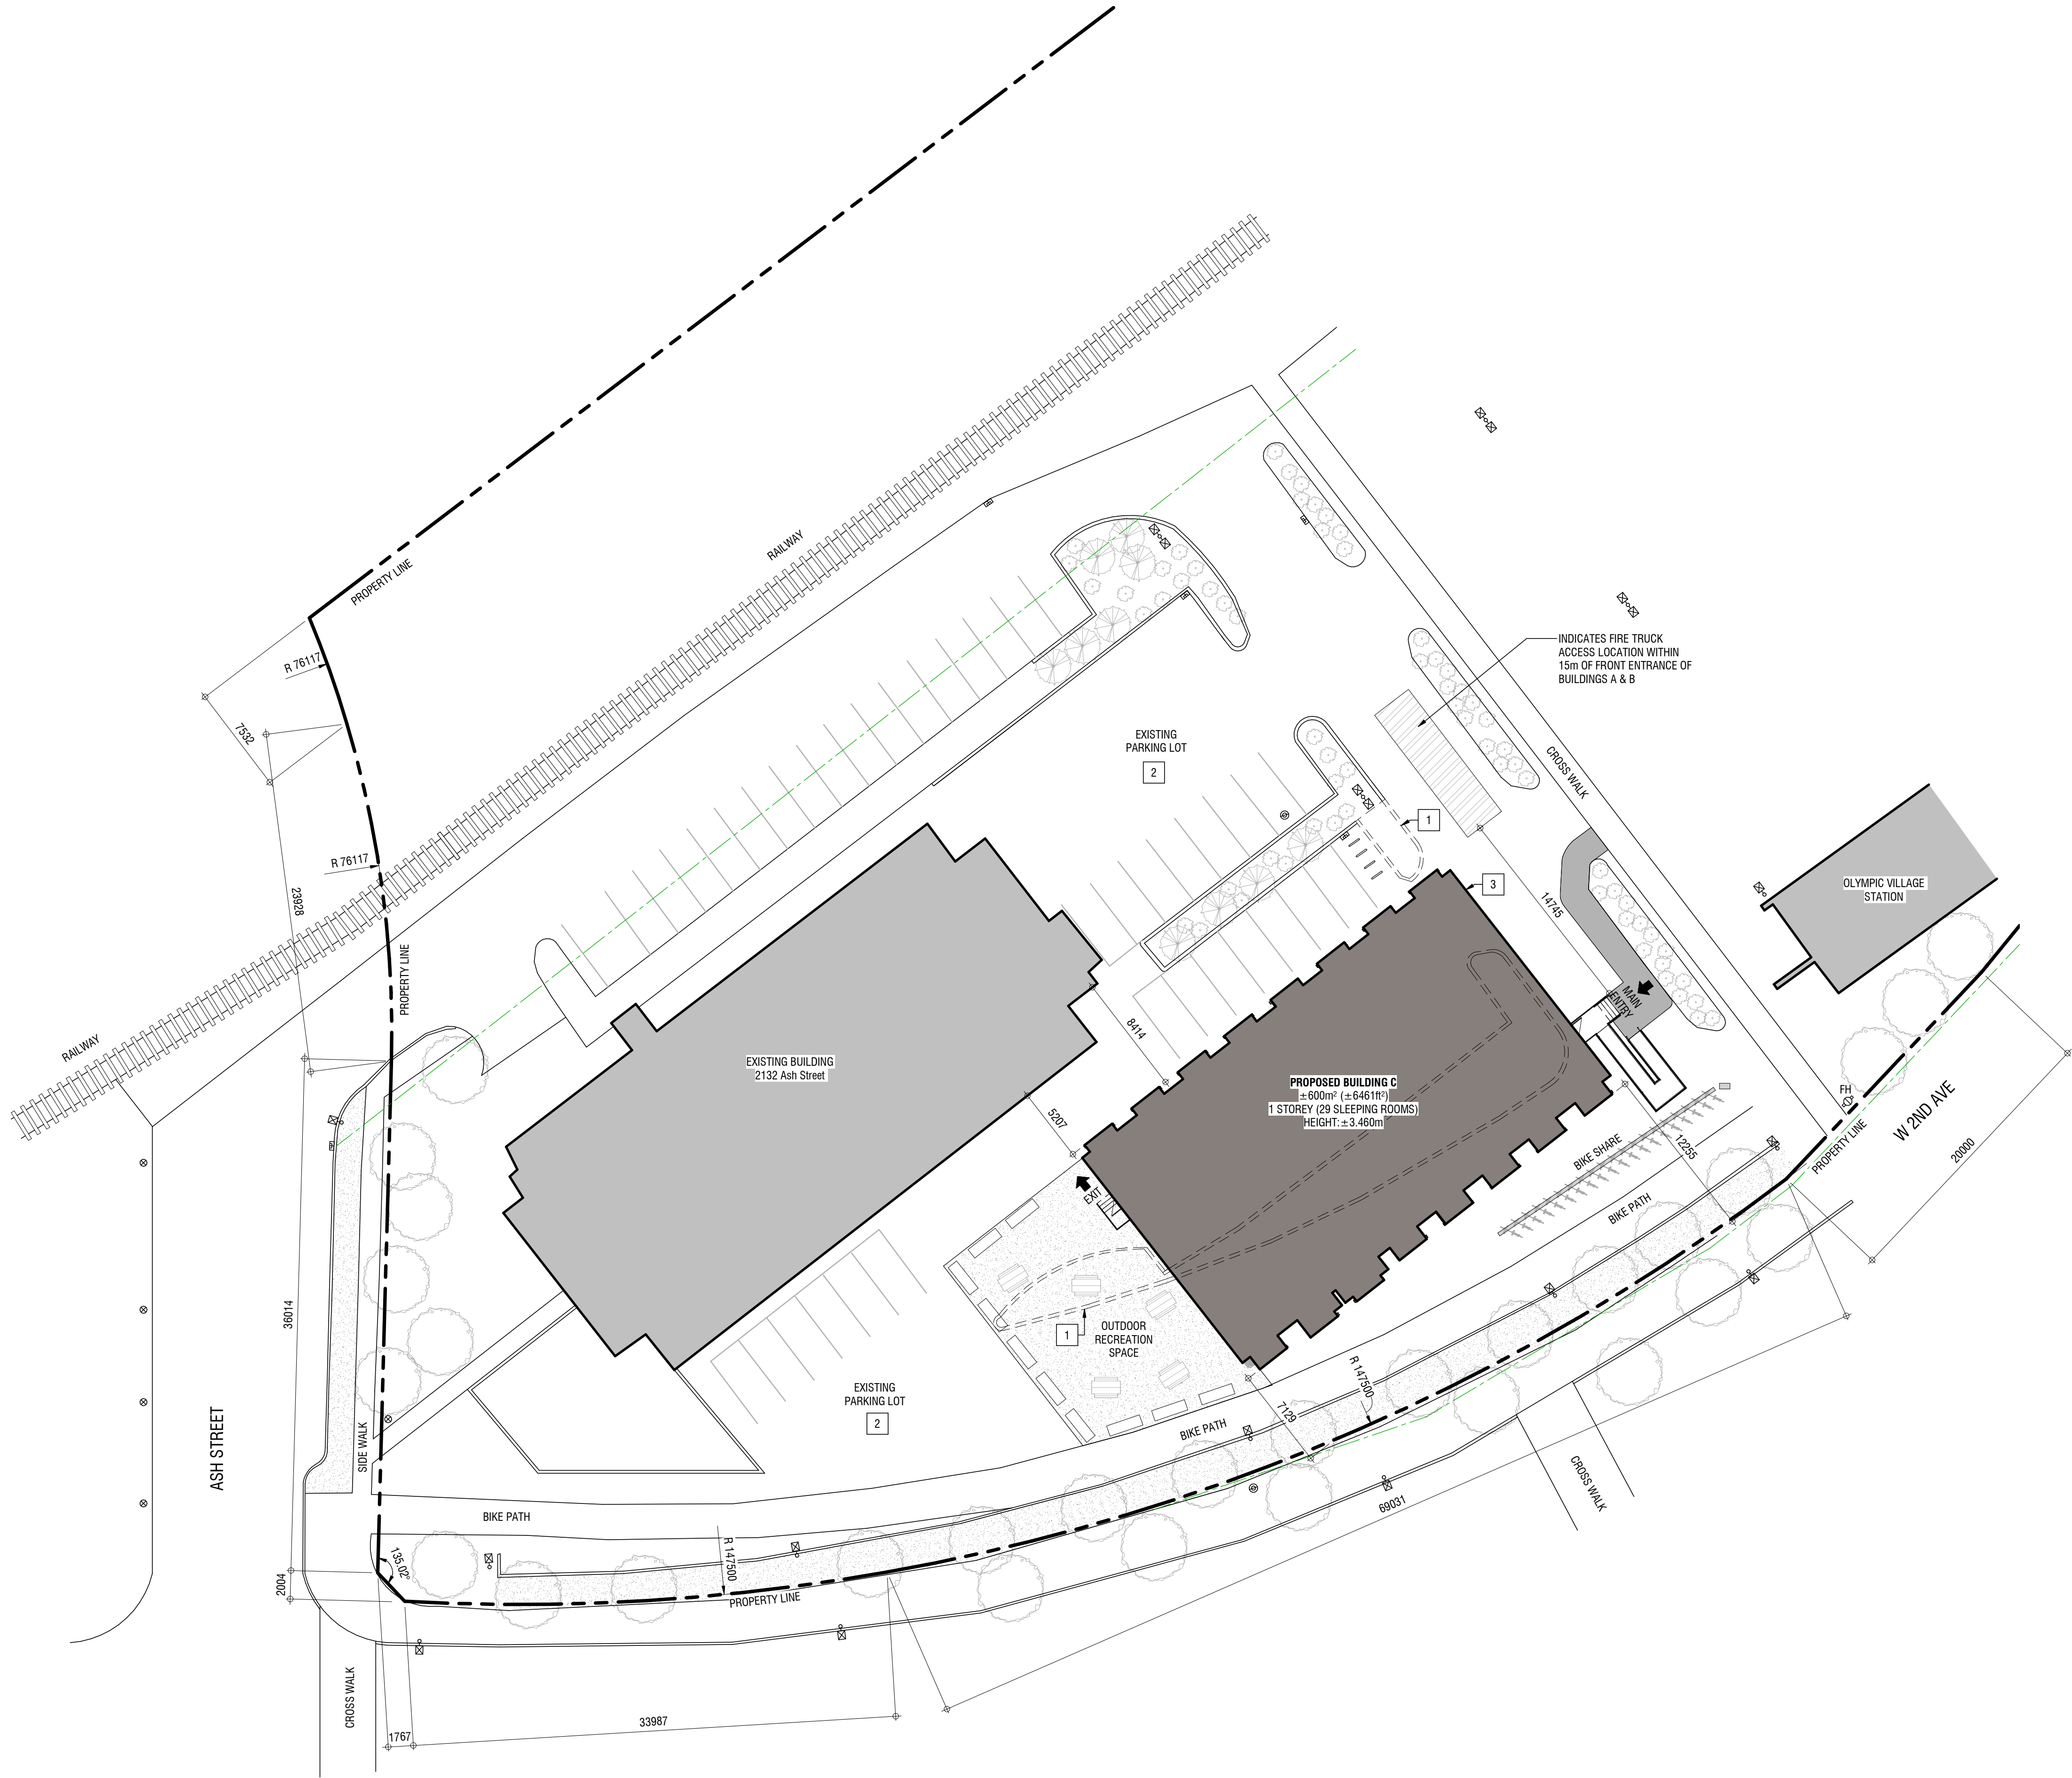 RAILWAY
PROPERTY LINE
R 76117
7532
INDICATES FIRE TRUCK
ACCESS LOCATION WITHIN
15m OF FRONT ENTRANCE OF
BUILDINGS A & B
EXISTING
PARKING LOT
2
CROSS WALK
1
R 76117
23928
3
14745
OLYMPIC VILLAGE
STATION
PROPERTY LINE
MAIN
ENTRY
RAILWAY
8414
EXISTING BUILDING
2132 Ash Street
PROPOSED BUILDING C
±600m² (±6461ft²)
1 STOREY (29 SLEEPING ROOMS)
HEIGHT: ±3.460m
FH
W 2ND AVE
5207
BIKE SHARE
12255
PROPERTY LINE
20000
EXIT
BIKE PATH
36014
1
OUTDOOR
RECREATION
SPACE
R 147500
EXISTING
PARKING LOT
2
7129
BIKE PATH
ASH STREET
SIDE WALK
CROSS WALK
69031
BIKE PATH
135.02°
R 147500
2004
PROPERTY LINE
CROSS WALK
33987
1767